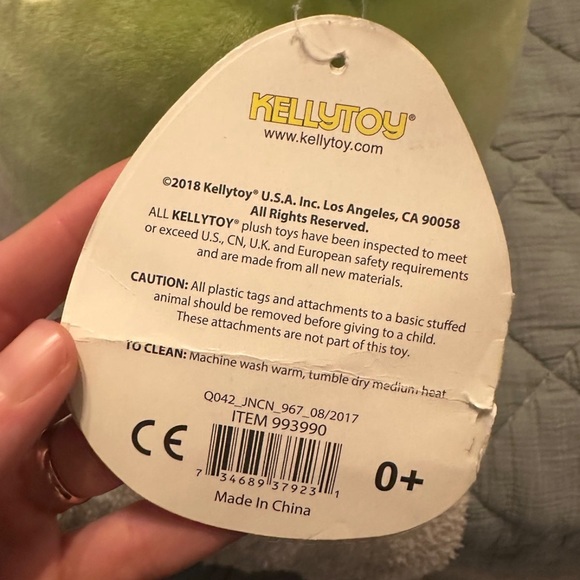 KELLYTOY®
www.kellytoy.com
©2018 Kellytoy® U.S.A. Inc. Los Angeles, CA 90058
All Rights Reserved.
ALL KELLYTOY® plush toys have been inspected to meet
or exceed U.S., CN, U.K. and European safety requirements
and are made from all new materials.
CAUTION: All plastic tags and attachments to a basic stuffed
animal should be removed before giving to a child.
These attachments are not part of this toy.
TO CLEAN: Machine wash warm, tumble dry medium heat
Q042_JNCN_967_08/2017
ITEM 993990
CE
7 34689 37923 1
0+
Made In China